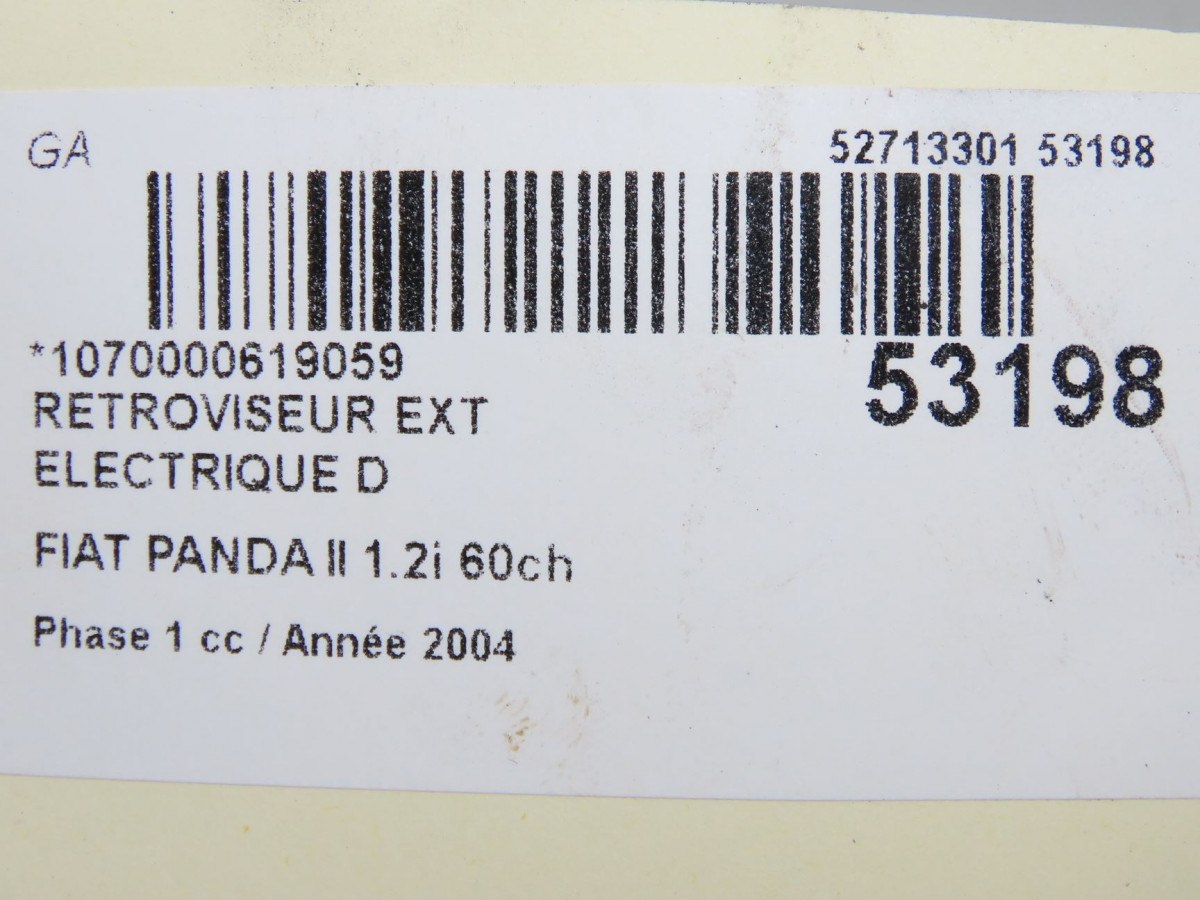 GA
52713301 53198
*1070000619059
53198
RETROVISEUR EXT
ELECTRIQUE D
FIAT PANDA II 1.2i 60ch
Phase 1 cc / Année 2004